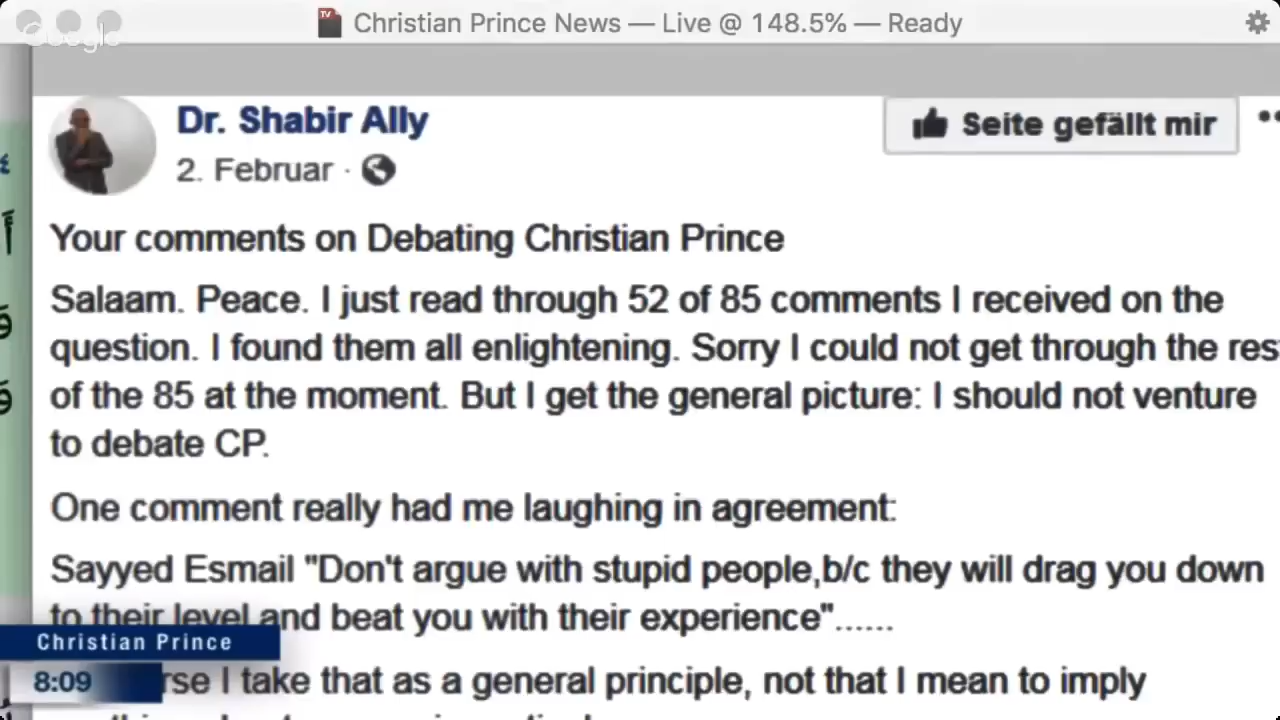 Christian Prince News — Live @ 148.5% — Ready
Google
Dr. Shabir Ally
Seite gefällt mir
2. Februar ·
Your comments on Debating Christian Prince
Salaam. Peace. I just read through 52 of 85 comments I received on the
question. I found them all enlightening. Sorry I could not get through the res
of the 85 at the moment. But I get the general picture: I should not venture
to debate CP.
One comment really had me laughing in agreement:
Sayyed Esmail "Don't argue with stupid people,b/c they will drag you down
to their level and beat you with their experience"......
Christian Prince
8:09
rse I take that as a general principle, not that I mean to imply